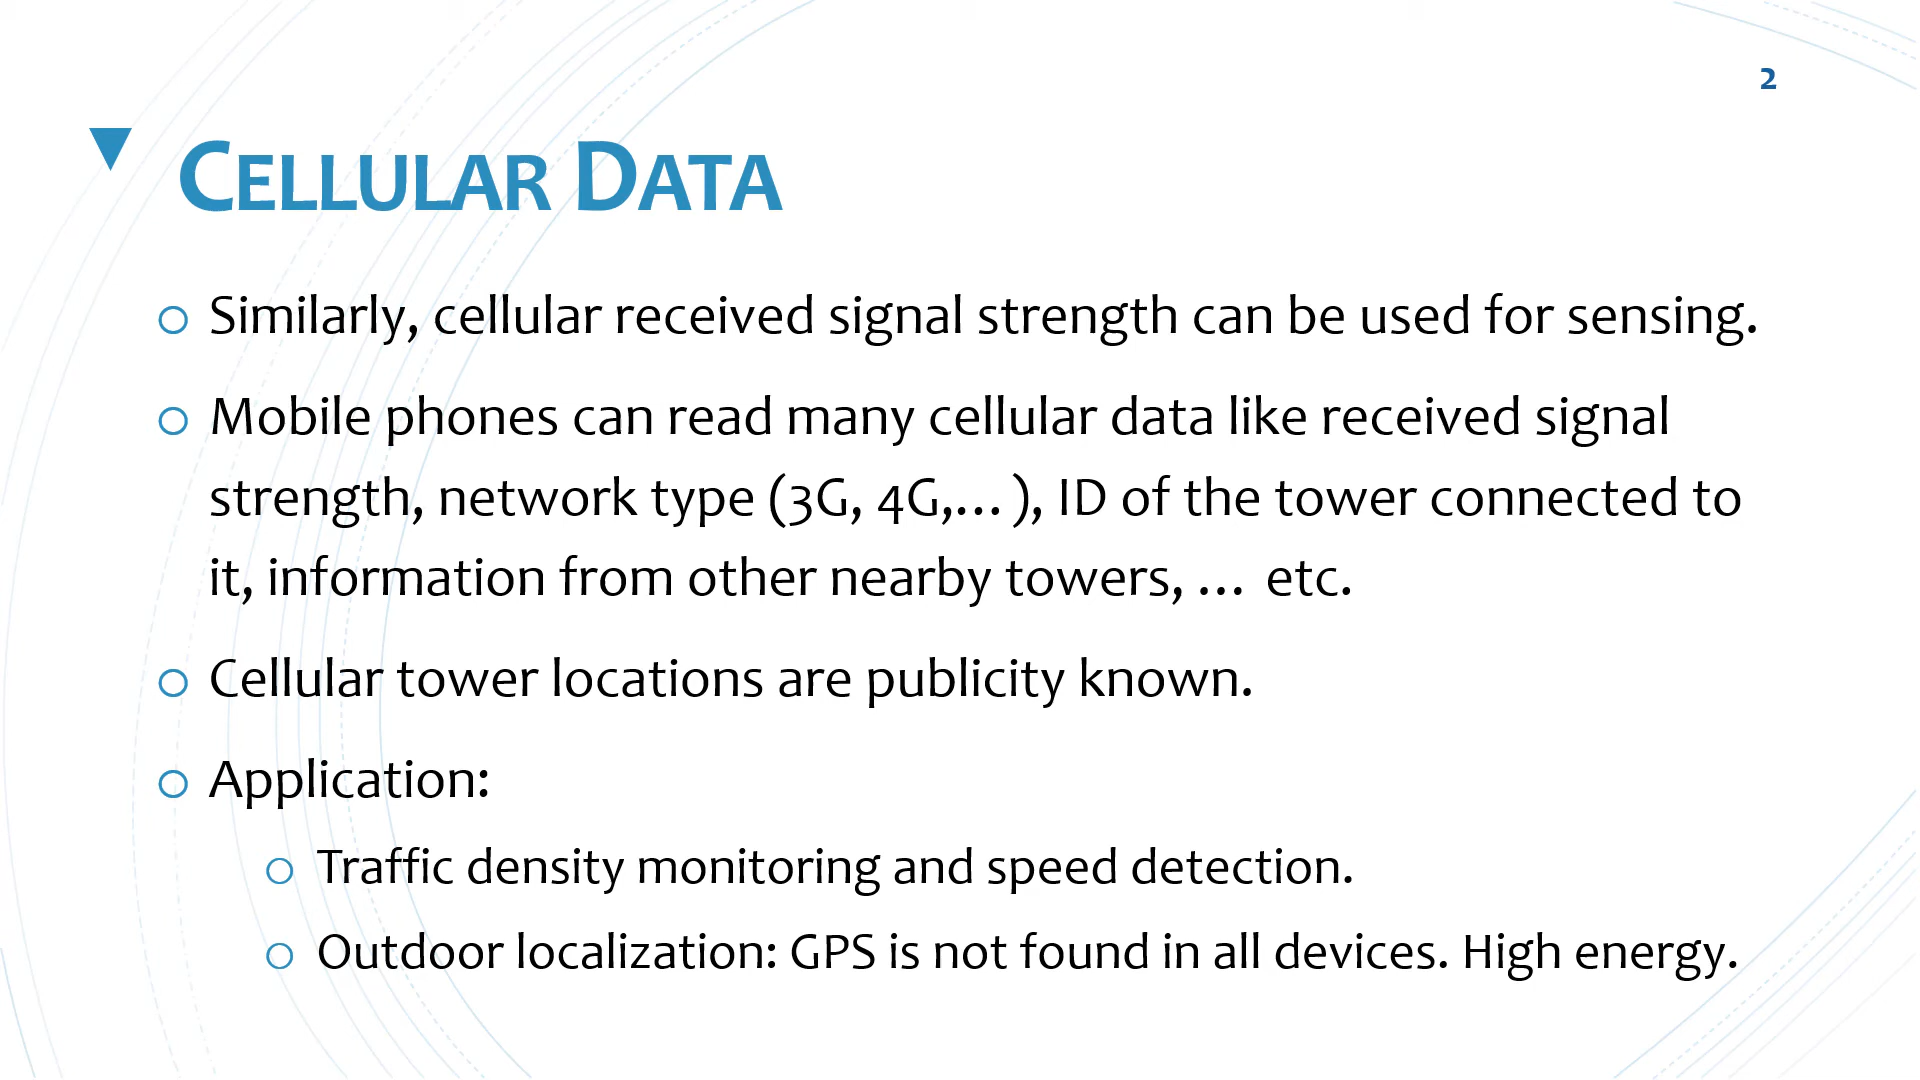 2
CELLULAR DATA
o Similarly, cellular received signal strength can be used for sensing.
o Mobile phones can read many cellular data like received signal
strength, network type (3G, 4G,… ), ID of the tower connected to
it, information from other nearby towers, … etc.
o Cellular tower locations are publicity known.
o Application:
o Traffic density monitoring and speed detection.
o Outdoor localization: GPS is not found in all devices. High energy.